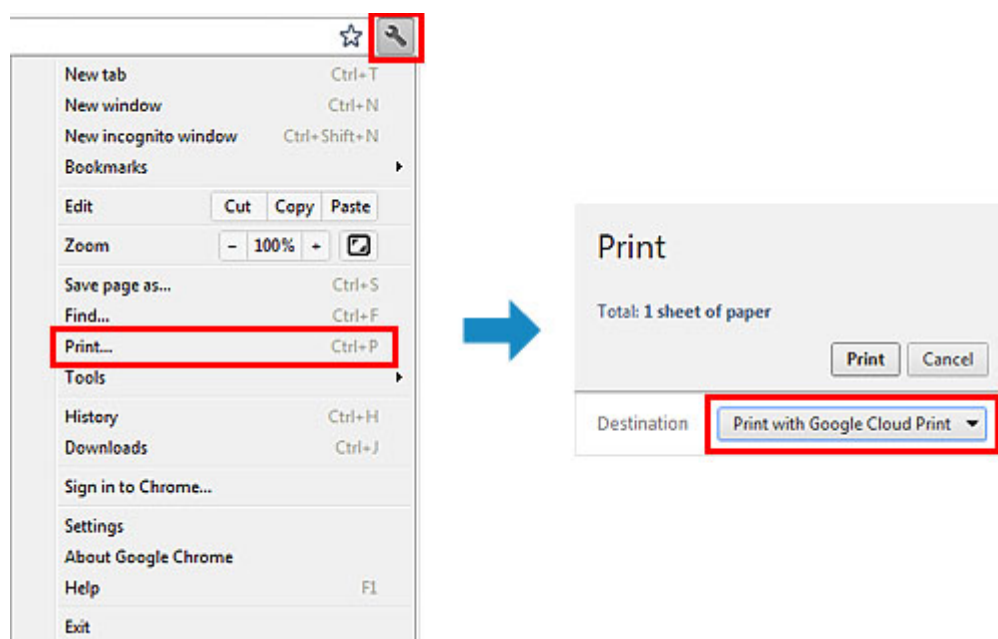 New tab Ctrl+T
New window Ctrl+N
New incognito window Ctrl+Shift+N
Bookmarks
Edit Cut Copy Paste
Zoom - 100% +
Save page as... Ctrl+S
Find... Ctrl+F
Print... Ctrl+P
Tools
History Ctrl+H
Downloads Ctrl+J
Sign in to Chrome...
Settings
About Google Chrome
Help F1
Exit
Print
Total: 1 sheet of paper
Print Cancel
Destination Print with Google Cloud Print